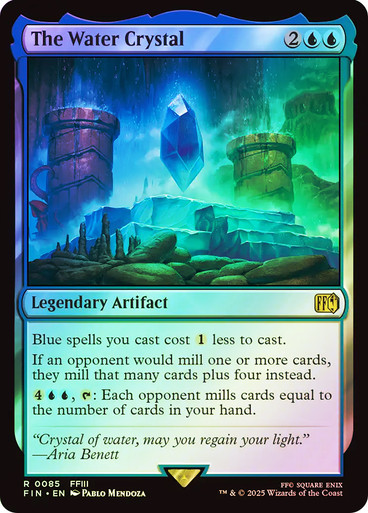 The Water Crystal 2
Legendary Artifact
FFC
Blue spells you cast cost 1 less to cast.
If an opponent would mill one or more cards,
they mill that many cards plus four instead.
4, : Each opponent mills cards equal to
the number of cards in your hand.
“Crystal of water, may you regain your light.”
—Aria Benett
R 0085 FFIII
FIN • EN Pablo Mendoza
FF© SQUARE ENIX
™ & © 2025 Wizards of the Coast